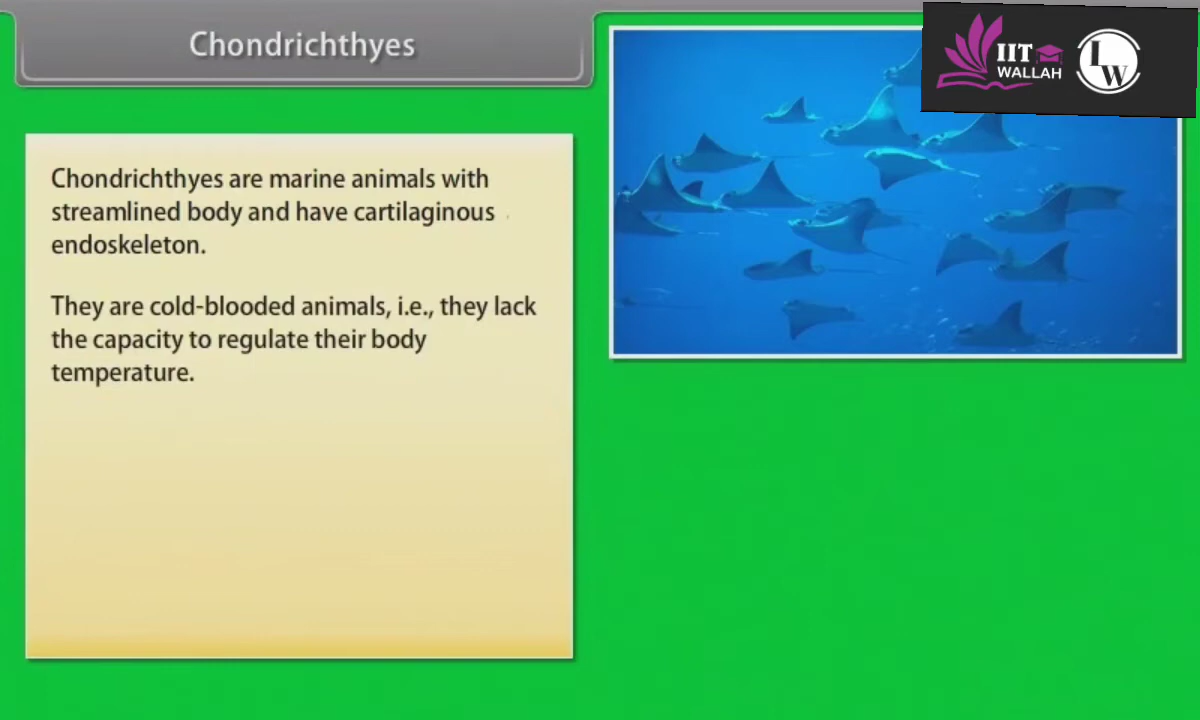 Chondrichthyes
IIT
WALLAH
LW
Chondrichthyes are marine animals with
streamlined body and have cartilaginous
endoskeleton.
They are cold-blooded animals, i.e., they lack
the capacity to regulate their body
temperature.